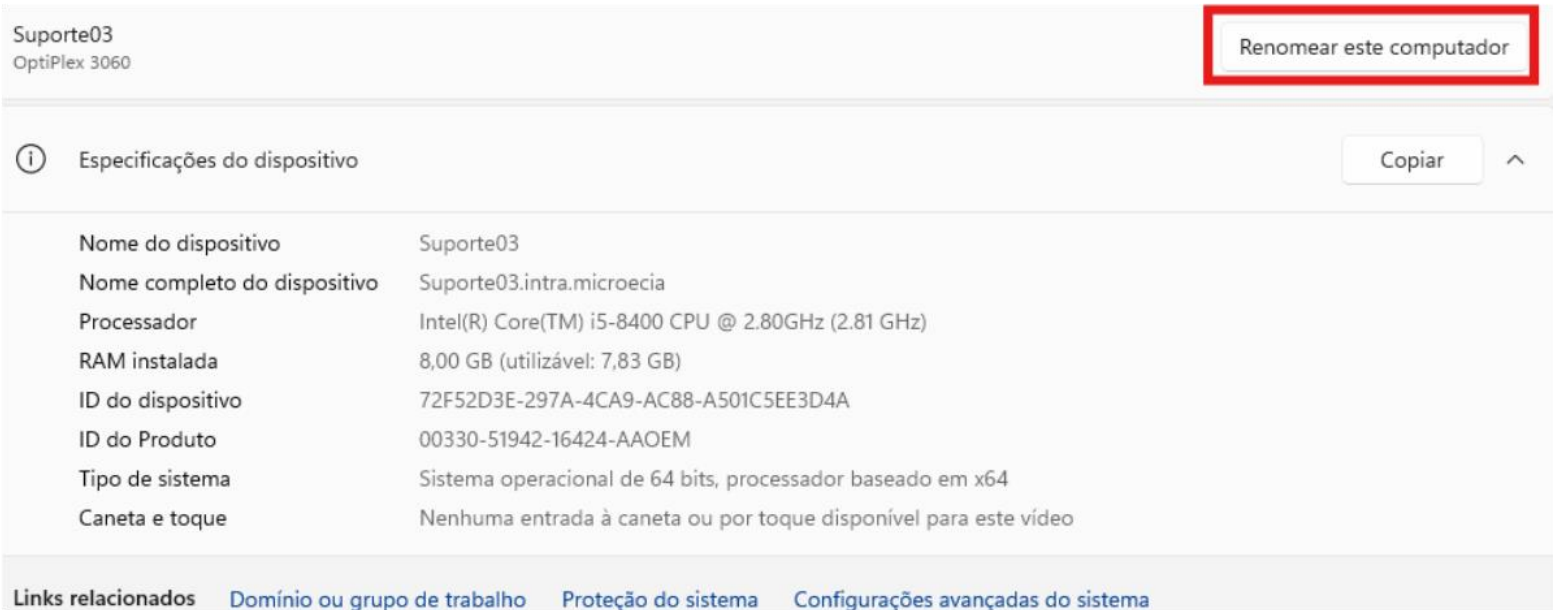 Suporte03
OptiPlex 3060
Renomear este computador
Especificações do dispositivo
Copiar
Nome do dispositivo Suporte03
Nome completo do dispositivo Suporte03.intra.microecia
Processador Intel(R) Core(TM) i5-8400 CPU @ 2.80GHz (2.81 GHz)
RAM instalada 8,00 GB (utilizável: 7,83 GB)
ID do dispositivo 72F52D3E-297A-4CA9-AC88-A501C5EE3D4A
ID do Produto 00330-51942-16424-AAOEM
Tipo de sistema Sistema operacional de 64 bits, processador baseado em x64
Caneta e toque Nenhuma entrada à caneta ou por toque disponível para este vídeo
Links relacionados Domínio ou grupo de trabalho Proteção do sistema Configurações avançadas do sistema